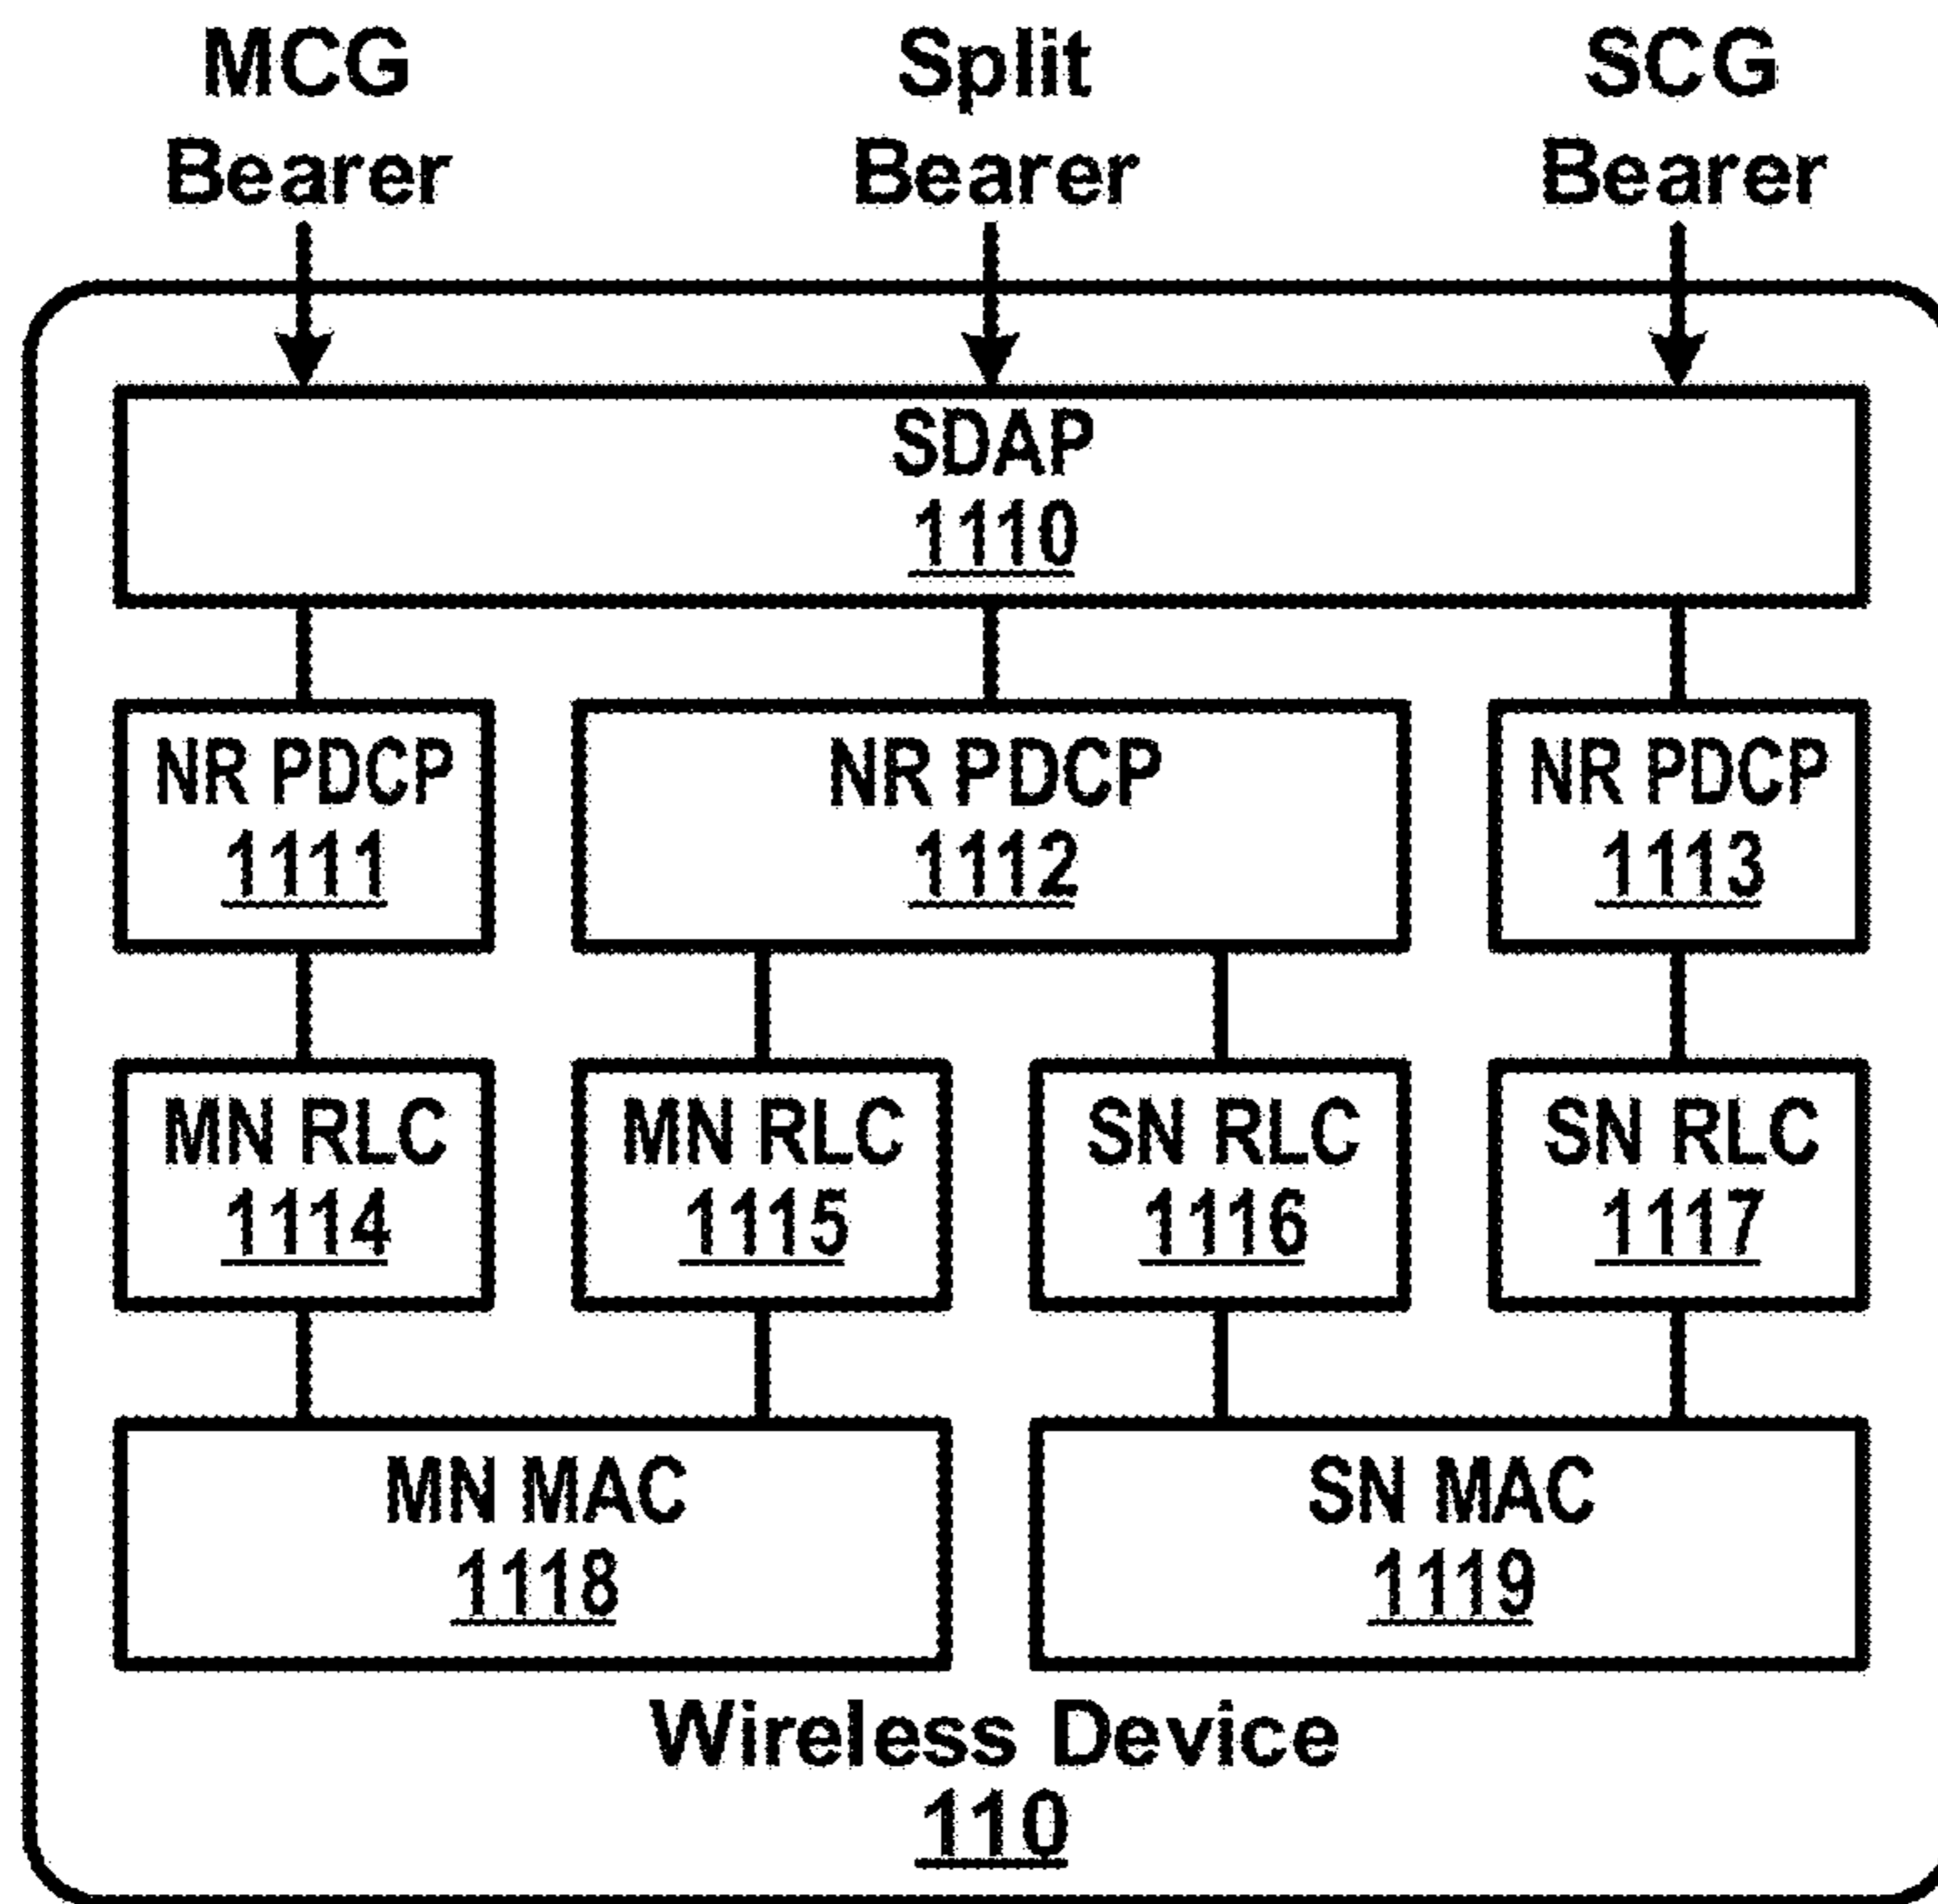 MCG Bearer
Split Bearer
SCG Bearer
SDAP
1110
NR PDCP
1111
NR PDCP
1112
NR PDCP
1113
MN RLC
1114
MN RLC
1115
SN RLC
1116
SN RLC
1117
MN MAC
1118
SN MAC
1119
Wireless Device
110